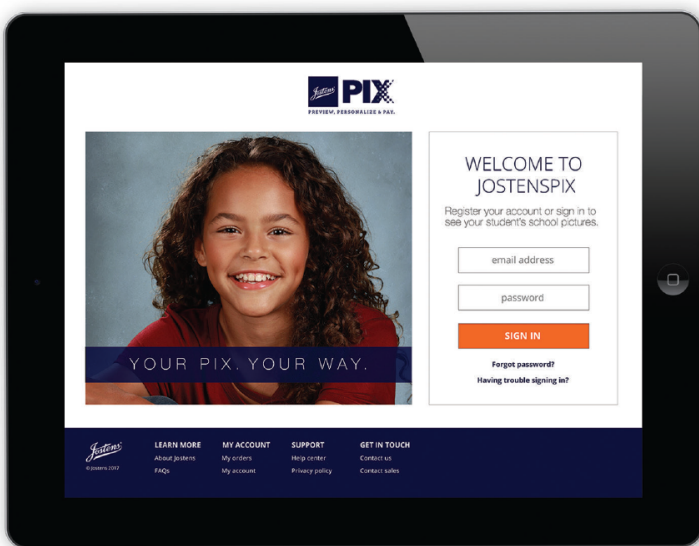 Jostens PIX
PREVIEW, PERSONALIZE & PAY.
YOUR PIX. YOUR WAY.
WELCOME TO
JOSTENSPIX
Register your account or sign in to
see your student's school pictures.
email address
password
SIGN IN
Forgot password?
Having trouble signing in?
Jostens
© Jostens, 2017
LEARN MORE
About Jostens
FAQs
MY ACCOUNT
My orders
My account
SUPPORT
Help center
Privacy policy
GET IN TOUCH
Contact us
Contact sales